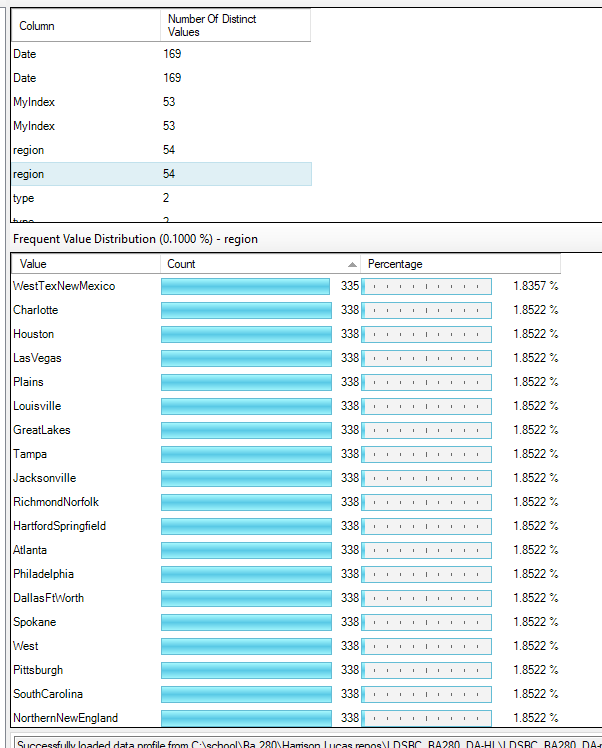 Column Number Of Distinct Values
Date 169
Date 169
MyIndex 53
MyIndex 53
region 54
region 54
type 2
type 2
Frequent Value Distribution (0.1000 %) - region
Value Count Percentage
WestTexNewMexico 335 1.8357 %
Charlotte 338 1.8522 %
Houston 338 1.8522 %
LasVegas 338 1.8522 %
Plains 338 1.8522 %
Louisville 338 1.8522 %
GreatLakes 338 1.8522 %
Tampa 338 1.8522 %
Jacksonville 338 1.8522 %
RichmondNorfolk 338 1.8522 %
HartfordSpringfield 338 1.8522 %
Atlanta 338 1.8522 %
Philadelphia 338 1.8522 %
DallasFtWorth 338 1.8522 %
Spokane 338 1.8522 %
West 338 1.8522 %
Pittsburgh 338 1.8522 %
SouthCarolina 338 1.8522 %
NorthernNewEngland 338 1.8522 %
Successfully loaded data profile from C:\school\Ba 280\Harrison Lucas repos\LDSBC_BA280_DA-HL\LDSBC_BA280_DA-